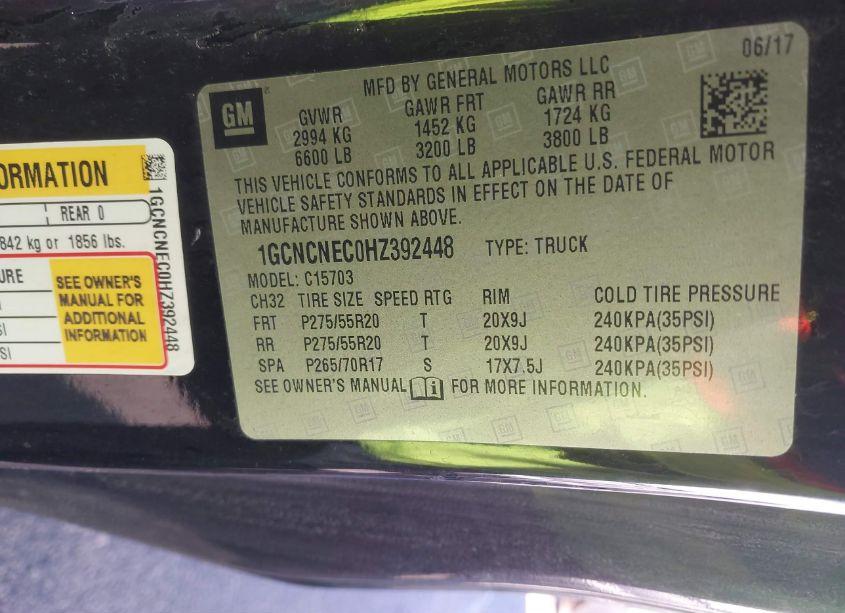 GM
MFD BY GENERAL MOTORS LLC
06/17
GVWR GAWR FRT GAWR RR
2994 KG 1452 KG 1724 KG
6600 LB 3200 LB 3800 LB
THIS VEHICLE CONFORMS TO ALL APPLICABLE U.S. FEDERAL MOTOR
VEHICLE SAFETY STANDARDS IN EFFECT ON THE DATE OF
MANUFACTURE SHOWN ABOVE.
1GCNCNEC0HZ392448 TYPE: TRUCK
MODEL: C15703
CH32 TIRE SIZE SPEED RTG RIM COLD TIRE PRESSURE
FRT P275/55R20 T 20X9J 240KPA(35PSI)
RR P275/55R20 T 20X9J 240KPA(35PSI)
SPA P265/70R17 S 17X7.5J 240KPA(35PSI)
SEE OWNER'S MANUAL FOR MORE INFORMATION.
REAR 0
842 kg or 1856 lbs.
SEE OWNER'S
MANUAL FOR
ADDITIONAL
INFORMATION
1GCNCNEC0HZ392448